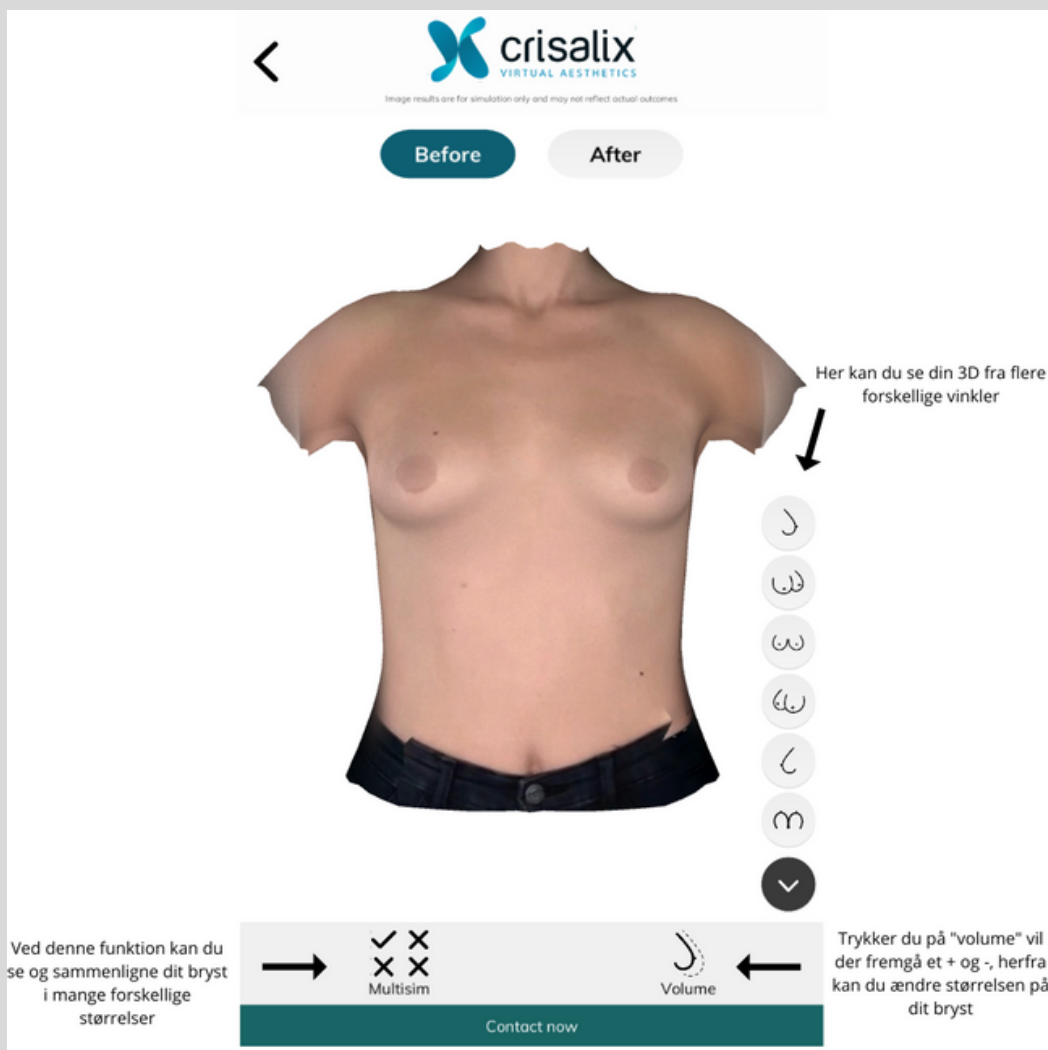 crisalix
VIRTUAL AESTHETICS
Image results are for simulation only and may not reflect actual outcomes
Before
After
Her kan du se din 3D fra flere
forskellige vinkler
Ved denne funktion kan du
se og sammenligne dit bryst
i mange forskellige
størrelser
Multisim
Volume
Trykker du på "volume" vil
der fremgå et + og -, herfra
kan du ændre størrelsen på
dit bryst
Contact now